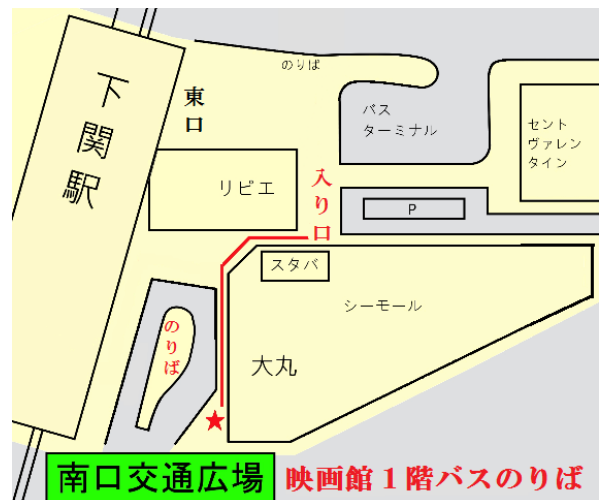 のりば
下関駅
東口
バス
ターミナル
セント
ヴァレン
タイン
リピエ
入り口
P
スタバ
シーモール
のりば
大丸
南口交通広場
映画館１階バスのりば